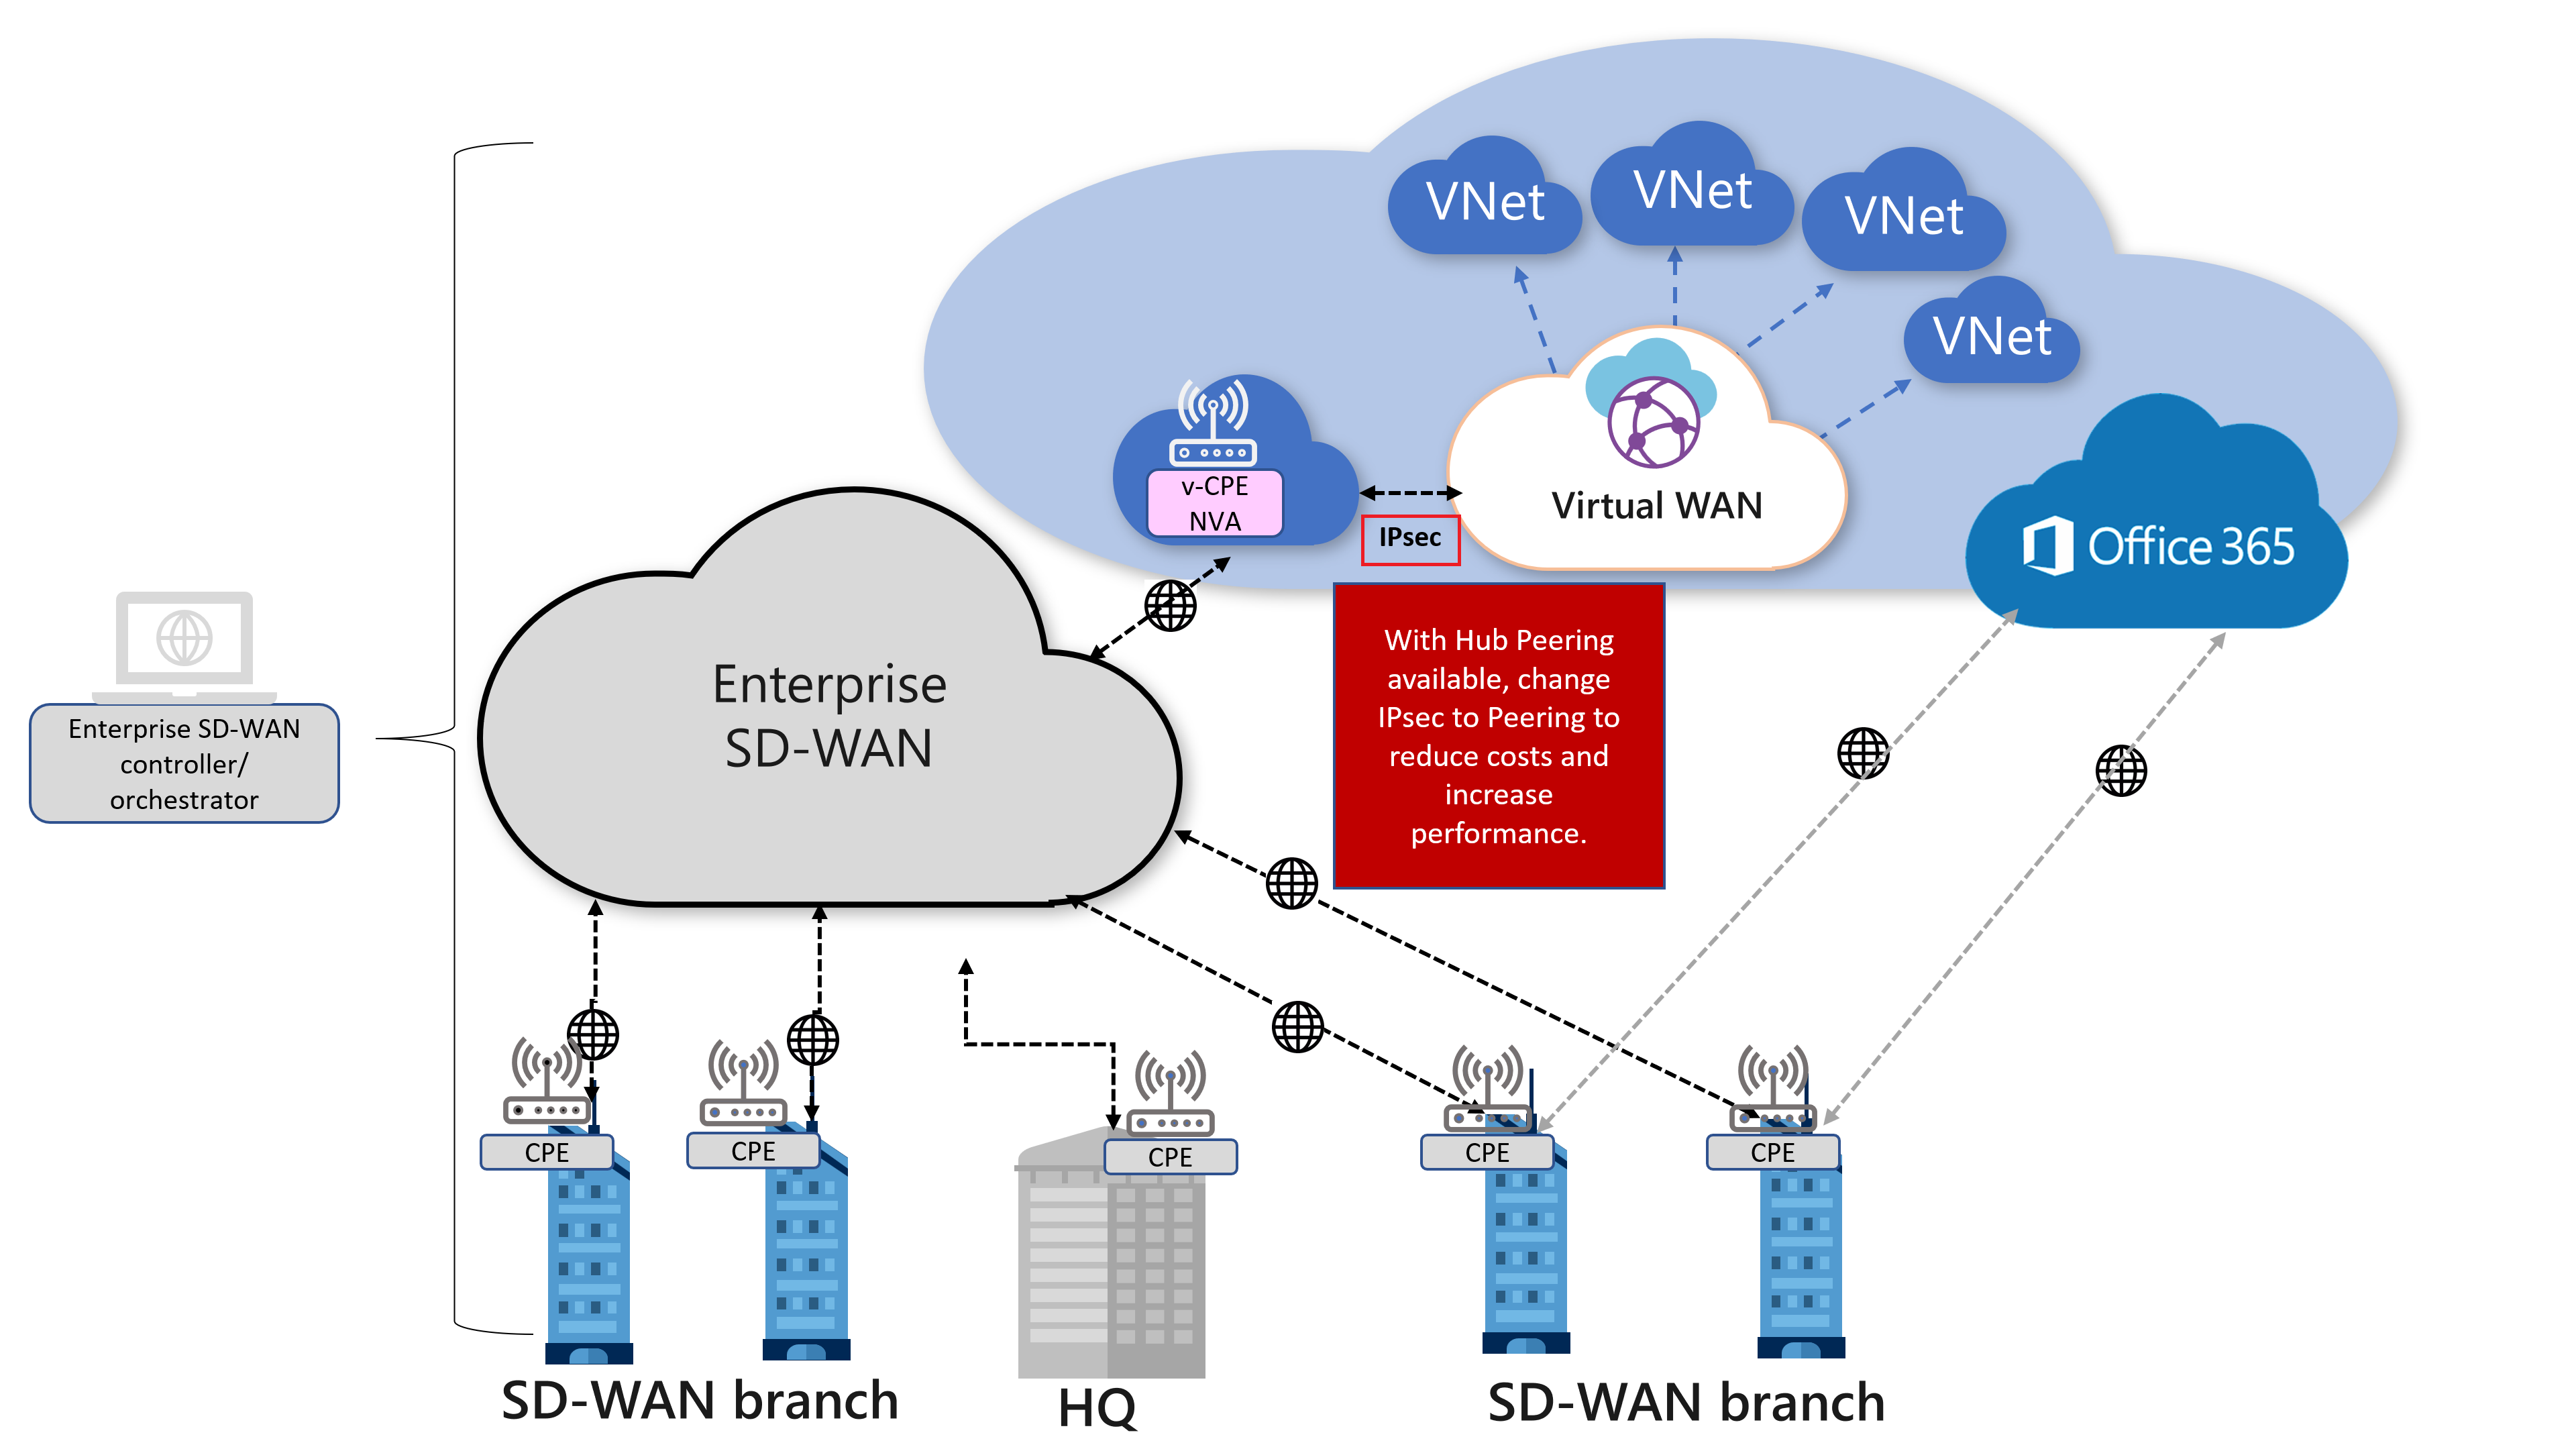 VNet
VNet
VNet
VNet
v-CPE
NVA
IPsec
Virtual WAN
Office 365
Enterprise
SD-WAN
With Hub Peering
available, change
IPsec to Peering to
reduce costs and
increase
performance.
Enterprise SD-WAN
controller/
orchestrator
CPE
CPE
CPE
CPE
CPE
SD-WAN branch
HQ
SD-WAN branch